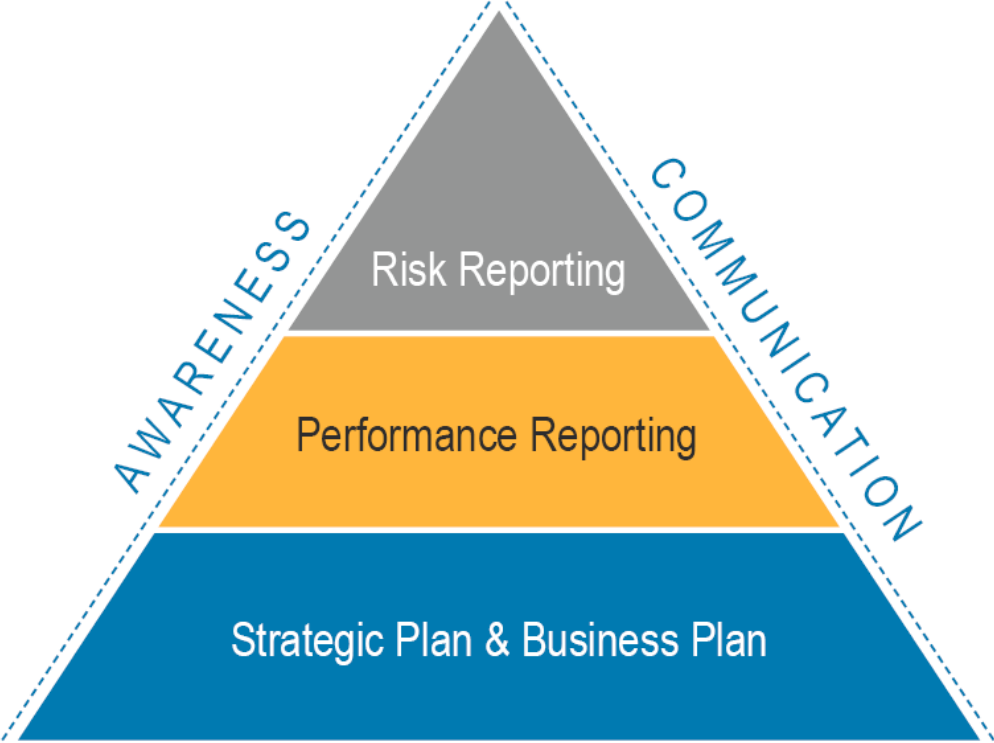 AWARENESS
COMMUNICATION
Risk Reporting
Performance Reporting
Strategic Plan & Business Plan